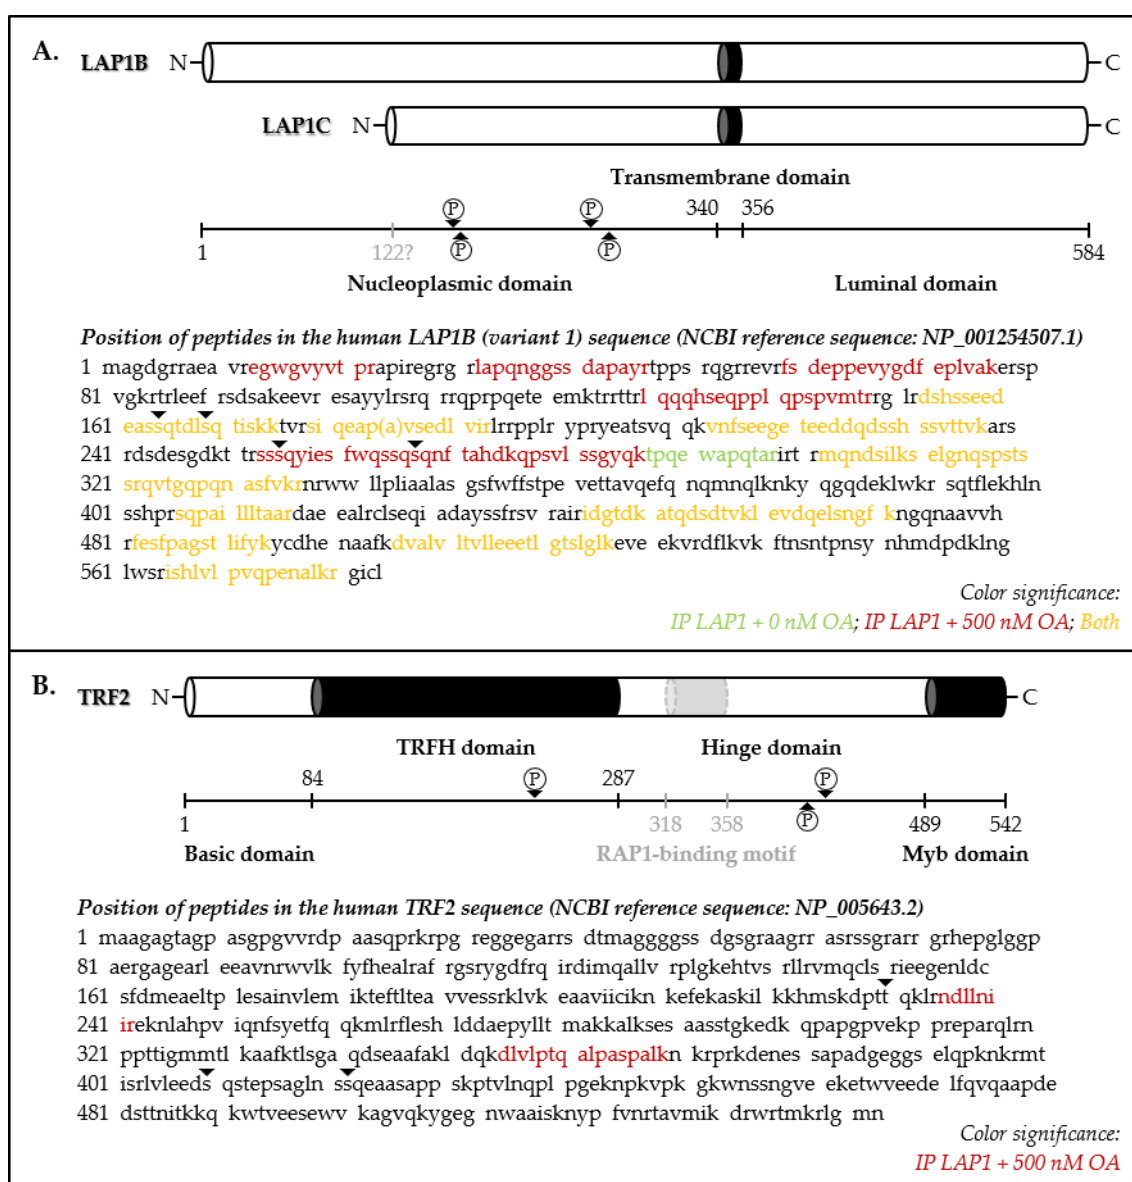 A.
LAP1B N C
LAP1C N C
Transmembrane domain
P P 340 356
1 122? P P 584
Nucleoplasmic domain Luminal domain
Position of peptides in the human LAP1B (variant 1) sequence (NCBI reference sequence: NP_001254507.1)
1 magdgrraea vregwgvyvt prapiregrg rlapqnggss dapayrtpps rqgrrevrfs deppevygdf eplvakersp
81 vgkrtrleef rsdsakeevr esayylrsrq rrqprpqete emktrrttrl qqqhseqppl qpspvmtrrg lrdshsseed
161 eassqtdlsq tiskktvrsi qeap(a)vsedl virlrrpplr ypryeatsvq qkvnfseege teeddqdssh ssvttvkars
241 rdsdesgdkt trsssqyies fwqssqsqnf tahdkqpsvl ssgyqktpqe wapqtarirt rmqndsilks elgnqspsts
321 srqvtgqpqn asfvkrnrww llpliaalas gsfwffstpe vettavqefq nqmnqlknky qgqdeklwkr sqtflekhln
401 sshprsqpai llltaardae ealrclseqi adayssfrsv rairidgtdk atqdsdtvkl evdqelsngf kngqnaavvh
481 rfesfpagst lifykycdhe naafkdvalv ltvlleeetl gtslglkeve ekvrdflkvk ftnsntpnsy nhmdpdklng
561 lwsrishlvl pvqpenalkr gicl
Color significance:
IP LAP1 + 0 nM OA; IP LAP1 + 500 nM OA; Both
B.
TRF2 N C
TRFH domain Hinge domain
84 P 287 P
1 318 358 P 489 542
Basic domain RAP1-binding motif Myb domain
Position of peptides in the human TRF2 sequence (NCBI reference sequence: NP_005643.2)
1 maagagtagp asgpgvvrdp aasqprkrpg reggegarrs dtmaggggss dgsgraagrr asrssgrarr grhepglggp
81 aergagearl eeavnrwvlk fyfhealraf rgsrygdfrq irdimqallv rplgkehtvs rllrvmqcls rieegenldc
161 sfdmeaeltp lesainvlem ikteftltea vvessrklvk eaaviicikn kefekaskil kkhmskdptt qklrndllni
241 ireknlahpv iqnfsyetfq qkmlrflesh lddaepyllt makkalkses aasstgkedk qpapgpvekp preparqlrn
321 ppttigmmtl kaafktlsga qdseaafakl dqkdlvlptq alpaspalkn krprkdenes sapadgeggs elqpknkrmt
401 isrlvleeds qstepsagln ssqeaasapp skptvlnqpl pgeknpkvpk gkwnssngve eketwveede lfqvqaapde
481 dsttnitkkq kwtveesewv kagvqkygeg nwaaisknyp fvnrtavmik drwrtmkrlg mn
Color significance:
IP LAP1 + 500 nM OA